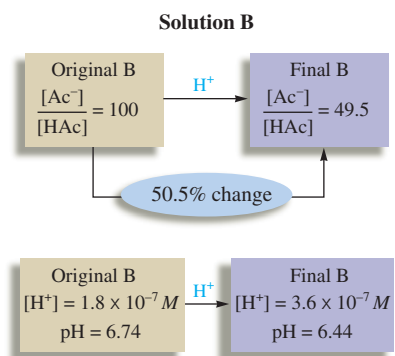 Solution B
Original B
[Ac⁻]/[HAc] = 100
H⁺
Final B
[Ac⁻]/[HAc] = 49.5
50.5% change
Original B
[H⁺] = 1.8 × 10⁻⁷ M
pH = 6.74
H⁺
Final B
[H⁺] = 3.6 × 10⁻⁷ M
pH = 6.44